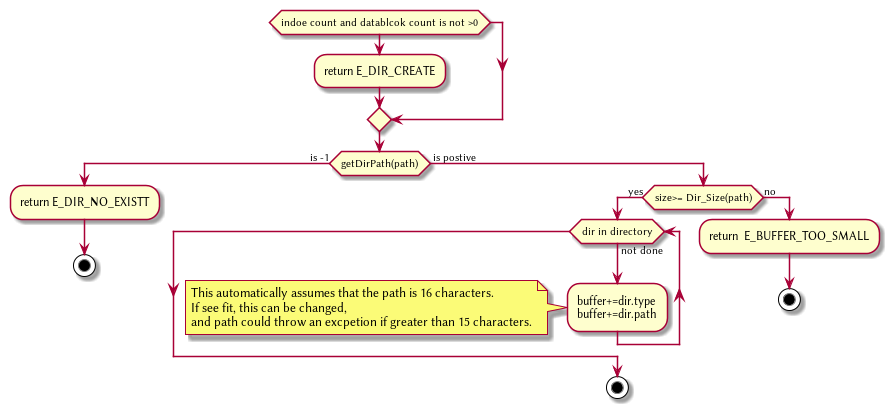 indoe count and datablcok count is not >0
return E_DIR_CREATE
is -1
getDirPath(path)
is postive
return E_DIR_NO_EXISTT
yes
size>= Dir_Size(path)
no
dir in directory
return  E_BUFFER_TOO_SMALL
not done
This automatically assumes that the path is 16 characters.
If see fit, this can be changed,
and path could throw an excpetion if greater than 15 characters.
buffer+=dir.type
buffer+=dir.path